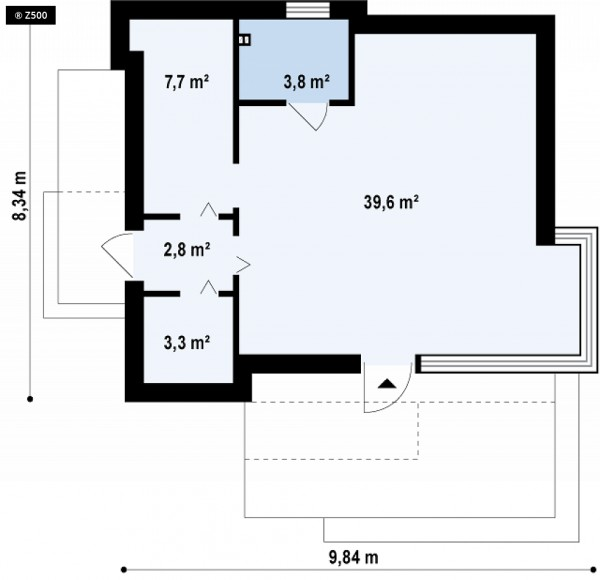 ® Z500
7,7 m²
3,8 m²
8,34 m
39,6 m²
2,8 m²
3,3 m²
9,84 m